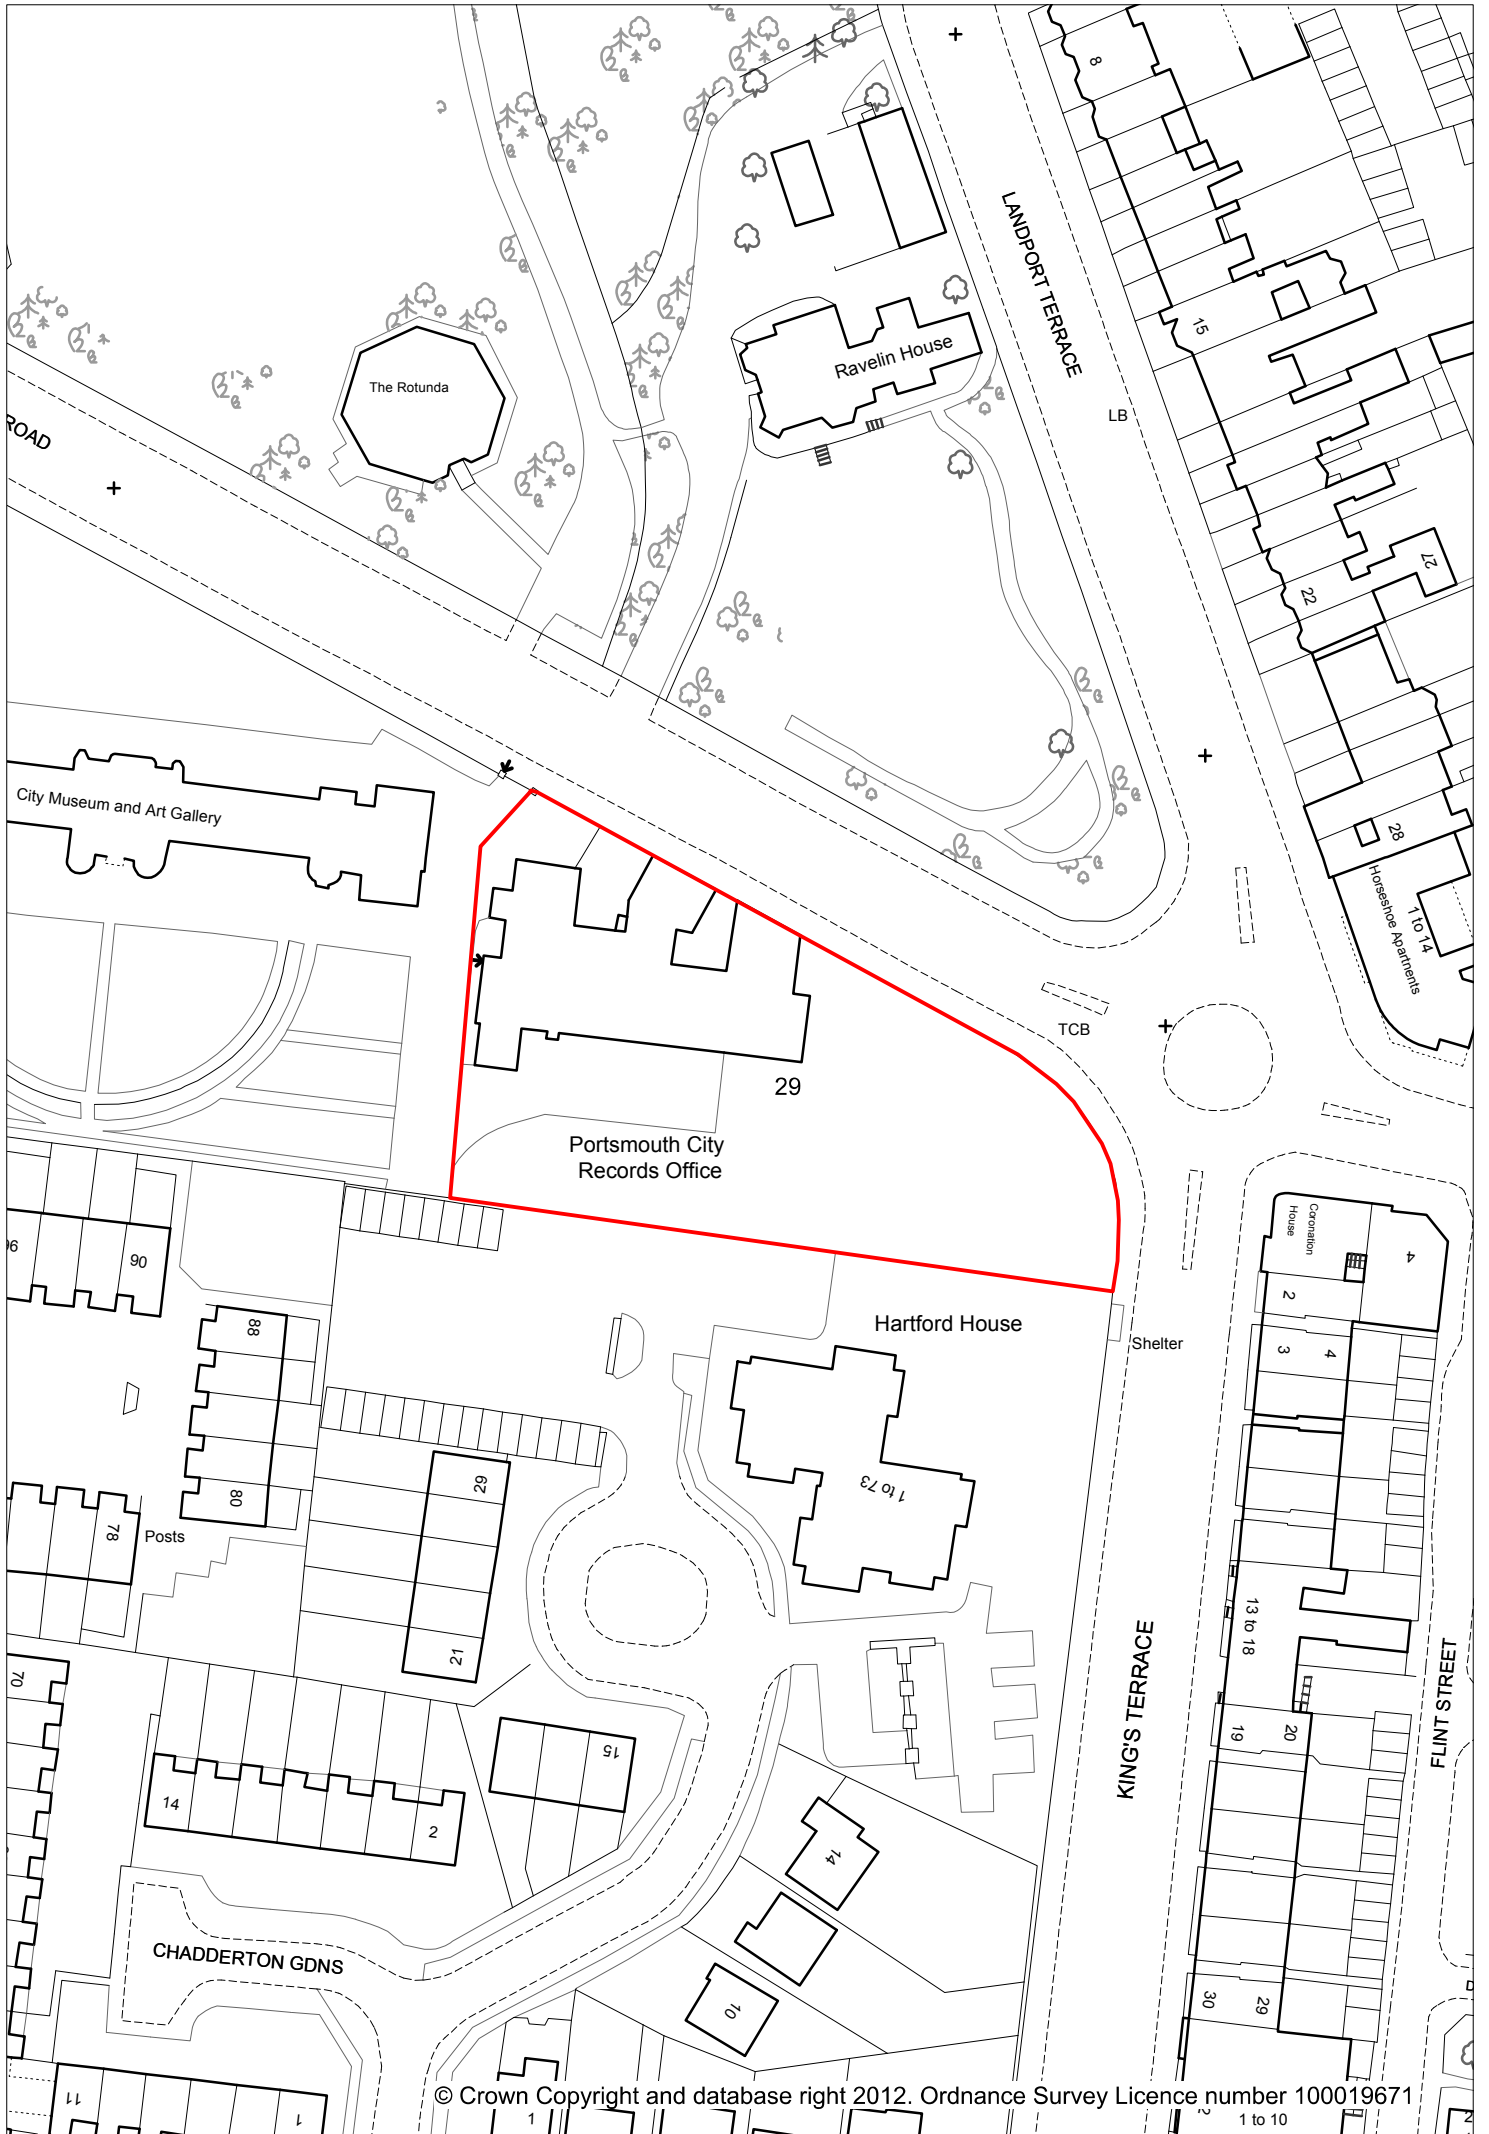 8
LANDPORT TERRACE
15
Ravelin House
The Rotunda
LB
ROAD
27
22
City Museum and Art Gallery
28
Horseshoe Apartments
1 to 14
TCB
29
Portsmouth City
Records Office
Coronation
House
4
96
90
2
Hartford House
88
Shelter
3
4
29
80
1 to 73
78
Posts
13 to 18
21
KING'S TERRACE
FLINT STREET
70
19
20
15
14
2
14
CHADDERTON GDNS
10
30
29
© Crown Copyright and database right 2012. Ordnance Survey Licence number 100019671
11
1
1
1 to 10